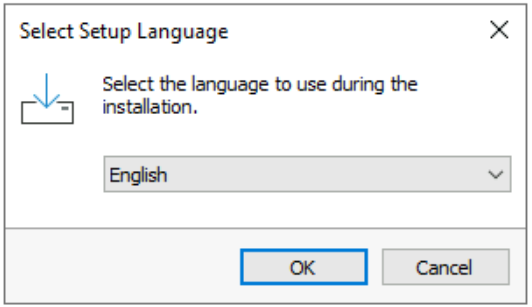 Select Setup Language
Select the language to use during the
installation.
English
OK
Cancel